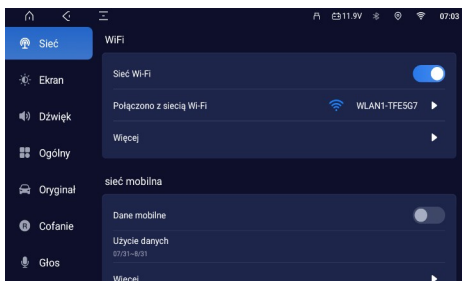 11.9V
07:03
Sieć
WiFi
Ekran
Sieć Wi-Fi
Połączono z siecią Wi-Fi
WLAN1-TFE5G7
Dźwięk
Więcej
Ogólny
sieć mobilna
Oryginał
Dane mobilne
R Cofanie
Użycie danych
07/31–8/31
Głos
Więcej